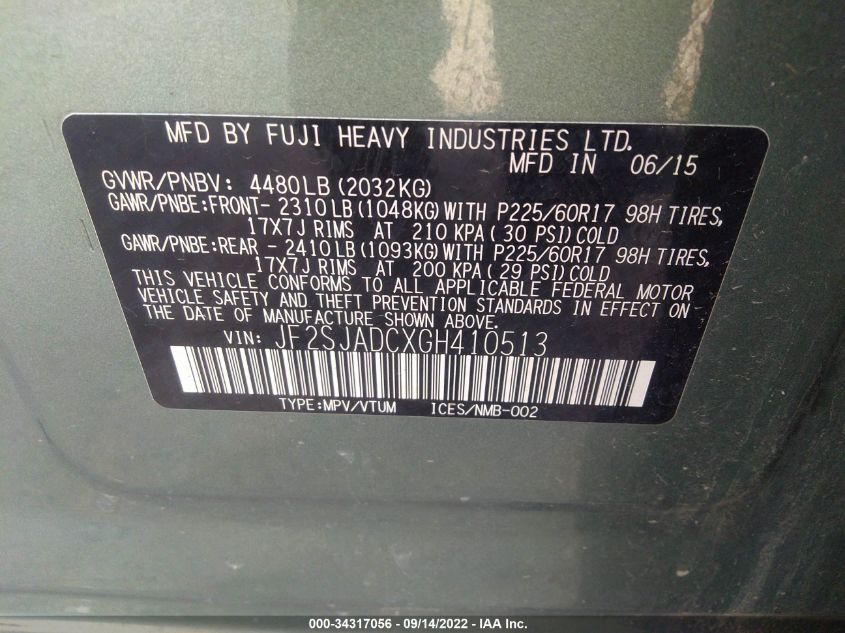 MFD BY FUJI HEAVY INDUSTRIES LTD.
MFD IN 06/15
GVWR/PNBV: 4480LB(2032KG)
GAWR/PNBE:FRONT- 2310LB(1048KG)WITH P225/60R17 98H TIRES,
17X7J RIMS AT 210 KPA( 30 PSI)COLD
GAWR/PNBE:REAR - 2410LB(1093KG)WITH P225/60R17 98H TIRES,
17X7J RIMS AT 200 KPA( 29 PSI)COLD
THIS VEHICLE CONFORMS TO ALL APPLICABLE FEDERAL MOTOR
VEHICLE SAFETY AND THEFT PREVENTION STANDARDS IN EFFECT ON
THE DATE OF MANUFACTURE SHOWN ABOVE.
VIN: JF2SJADCXGH410513
TYPE:MPV/VTUM ICES/NMB-002
000-34317056 - 09/14/2022 - IAA Inc.